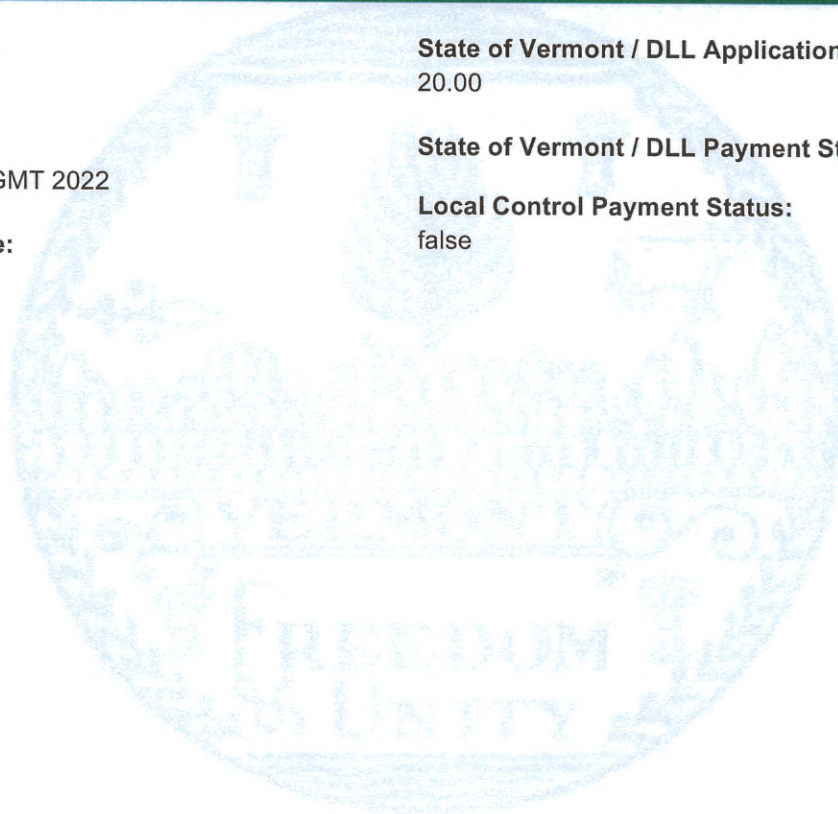 State of Vermont / DLL Application
20.00
State of Vermont / DLL Payment St
GMT 2022
Local Control Payment Status:
e:
false
VERMONT
FREEDOM
& UNITY